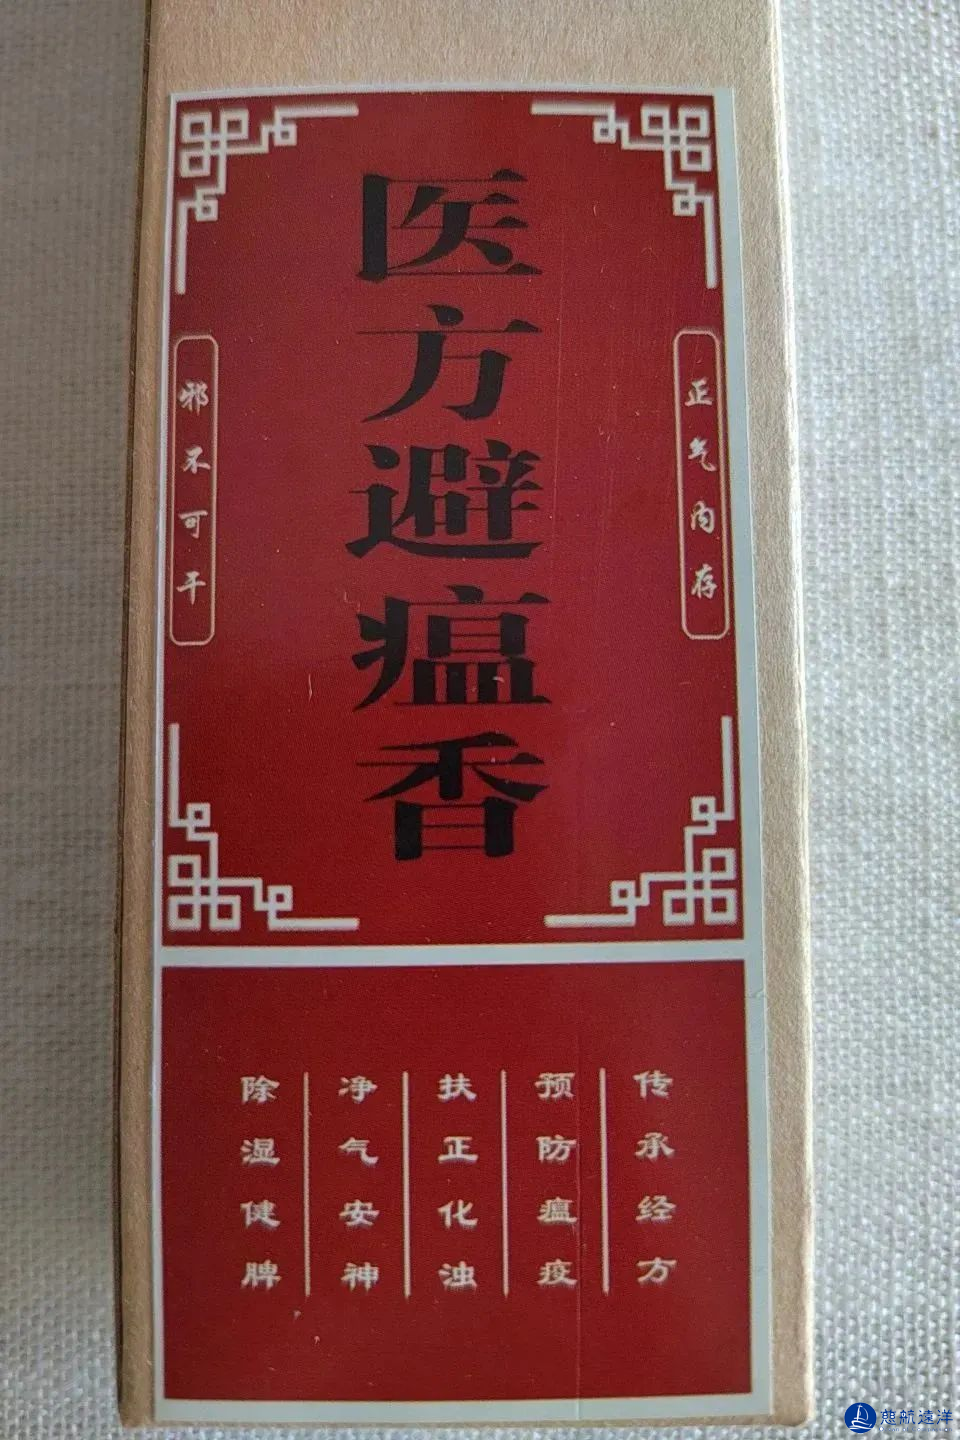 医方避瘟香
正气内存
邪不可干
传承经方
预防瘟疫
扶正化浊
净气安神
除湿健脾
慈航遠洋